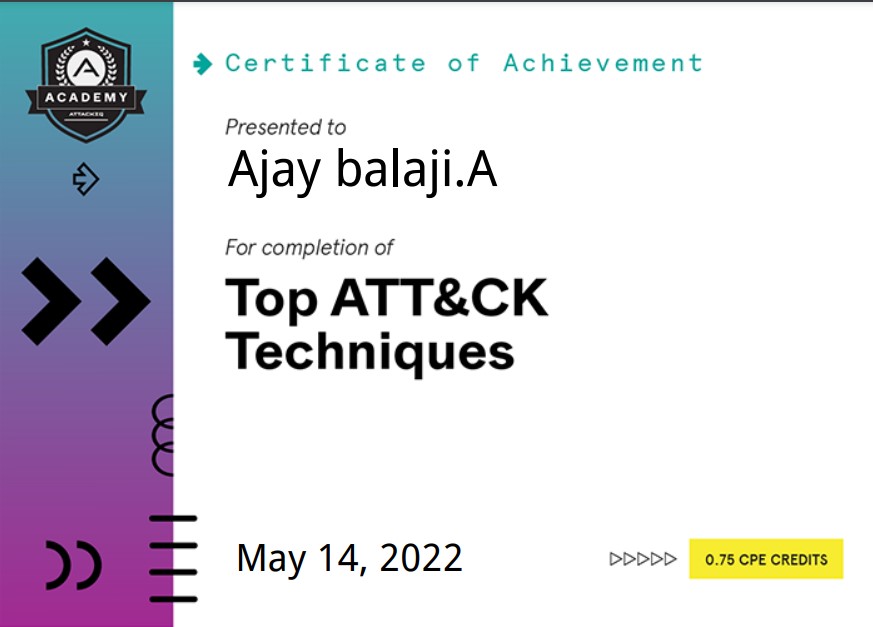 ACADEMY
ATTACKIQ
Certificate of Achievement
Presented to
Ajay balaji.A
For completion of
Top ATT&CK
Techniques
May 14, 2022
0.75 CPE CREDITS